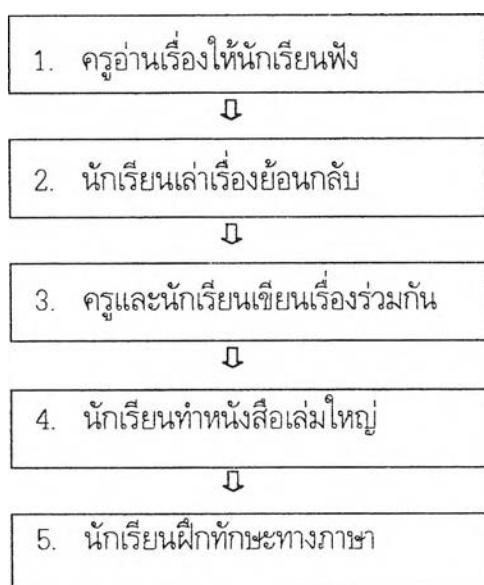 1. ครูอ่านเรื่องให้นักเรียนฟัง
2. นักเรียนเล่าเรื่องย้อนกลับ
3. ครูและนักเรียนเขียนเรื่องร่วมกัน
4. นักเรียนทำหนังสือเล่มใหญ่
5. นักเรียนฝึกทักษะทางภาษา